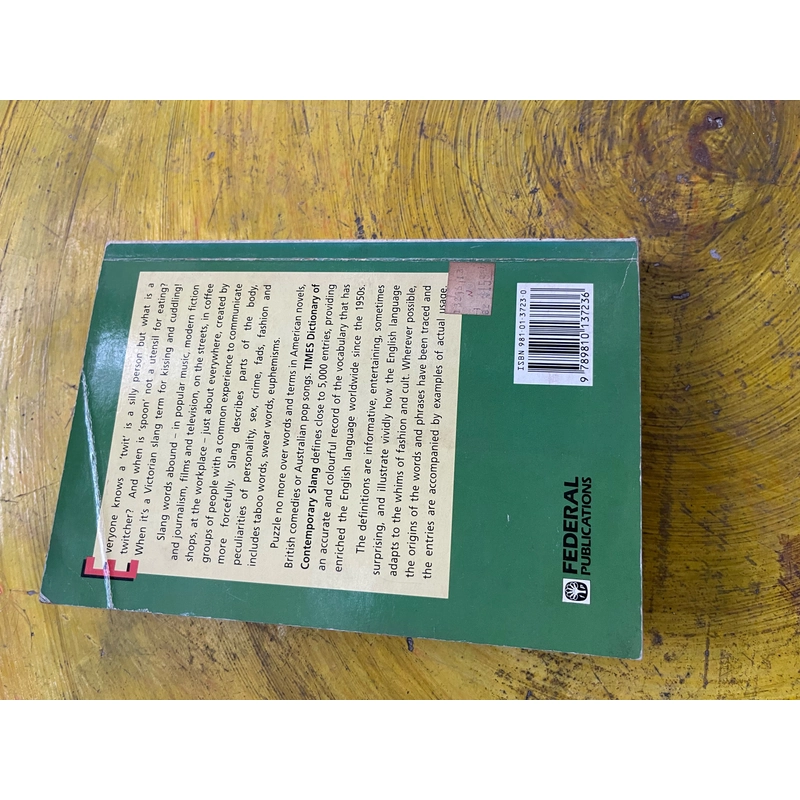 Everyone knows a 'twit' is a silly person but what is a
twitcher? And when is 'spoon' not a utensil for eating?
When it's a Victorian slang term for kissing and cuddling!
Slang words abound – in popular music, modern fiction
and journalism, films and television, on the streets, in coffee
shops, at the workplace – just about everywhere, created by
groups of people with a common experience to communicate
more forcefully. Slang describes parts of the body,
peculiarities of personality, sex, crime, fads, fashion and
includes taboo words, swear words, euphemisms.
Puzzle no more over words and terms in American novels,
British comedies or Australian pop songs. TIMES Dictionary of
Contemporary Slang defines close to 5,000 entries, providing
an accurate and colourful record of the vocabulary that has
enriched the English language worldwide since the 1950s.
The definitions are informative, entertaining, sometimes
surprising, and illustrate vividly how the English language
adapts to the whims of fashion and cult. Wherever possible,
the origins of the words and phrases have been traced and
the entries are accompanied by examples of actual usage.
FEDERAL
PUBLICATIONS
ISBN 981 01 3723 0
9 789810 137236